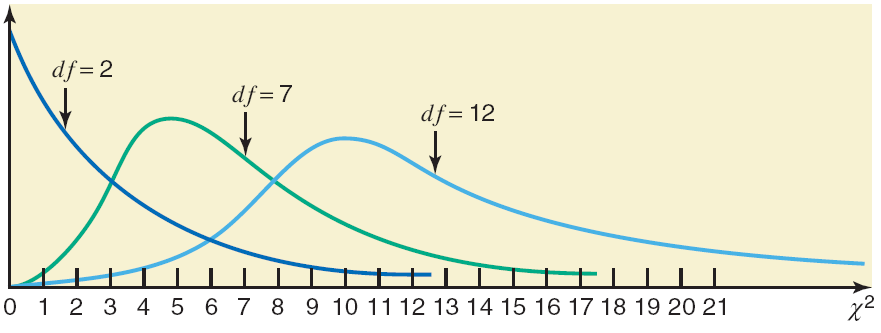 df = 2
df = 7
df = 12
0 1 2 3 4 5 6 7 8 9 10 11 12 13 14 15 16 17 18 19 20 21 χ²